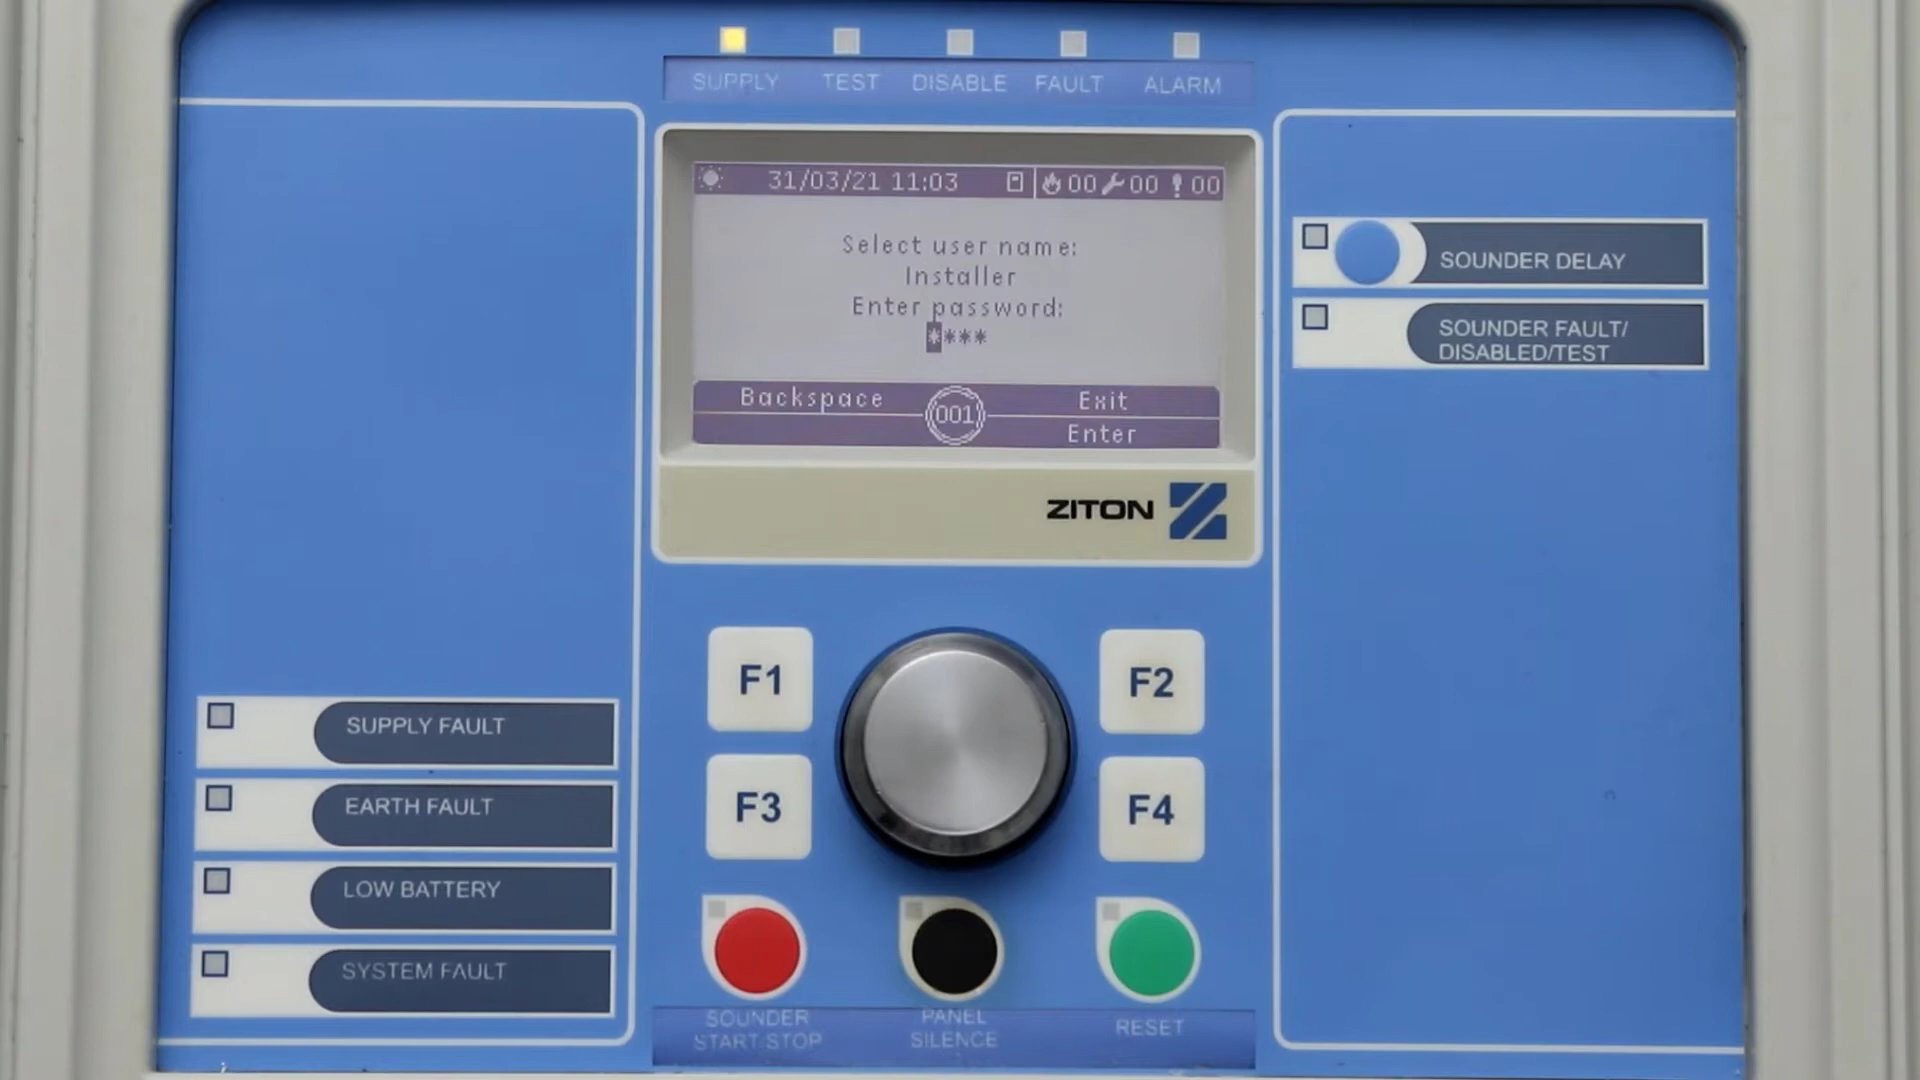 SUPPLY TEST DISABLE FAULT ALARM
31/03/21 11:03 00 00 00
Select user name:
Installer
Enter password:
****
Backspace 001 Exit
Enter
ZITON
SOUNDER DELAY
SOUNDER FAULT/
DISABLED/TEST
F1 F2
F3 F4
SUPPLY FAULT
EARTH FAULT
LOW BATTERY
SYSTEM FAULT
SOUNDER
START/STOP
PANEL
SILENCE
RESET